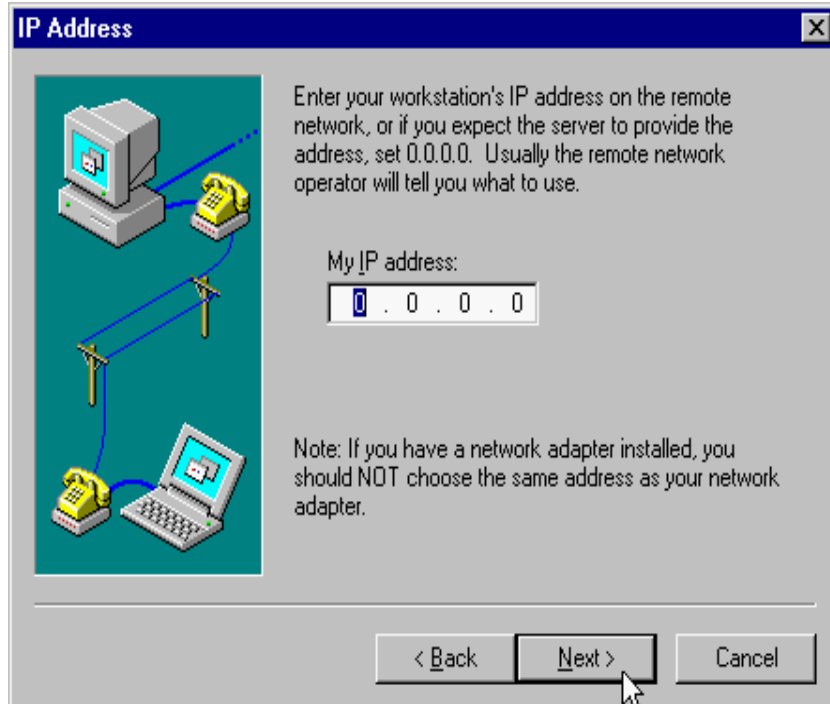 IP Address
Enter your workstation's IP address on the remote
network, or if you expect the server to provide the
address, set 0.0.0.0.  Usually the remote network
operator will tell you what to use.
My IP address:
0 . 0 . 0 . 0
Note: If you have a network adapter installed, you
should NOT choose the same address as your network
adapter.
< Back Next > Cancel